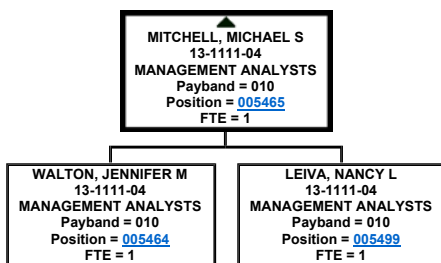 MITCHELL, MICHAEL S
13-1111-04
MANAGEMENT ANALYSTS
Payband = 010
Position = 005465
FTE = 1
WALTON, JENNIFER M
13-1111-04
MANAGEMENT ANALYSTS
Payband = 010
Position = 005464
FTE = 1
LEIVA, NANCY L
13-1111-04
MANAGEMENT ANALYSTS
Payband = 010
Position = 005499
FTE = 1